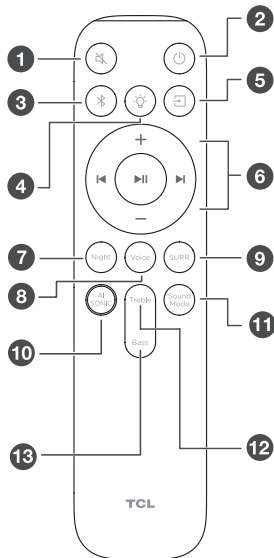 1
2
3
5
4
6
7
Night
Voice
SURR
9
8
AI
SONIC
Treble
Sound
Mode
11
10
Bass
12
13
TCL